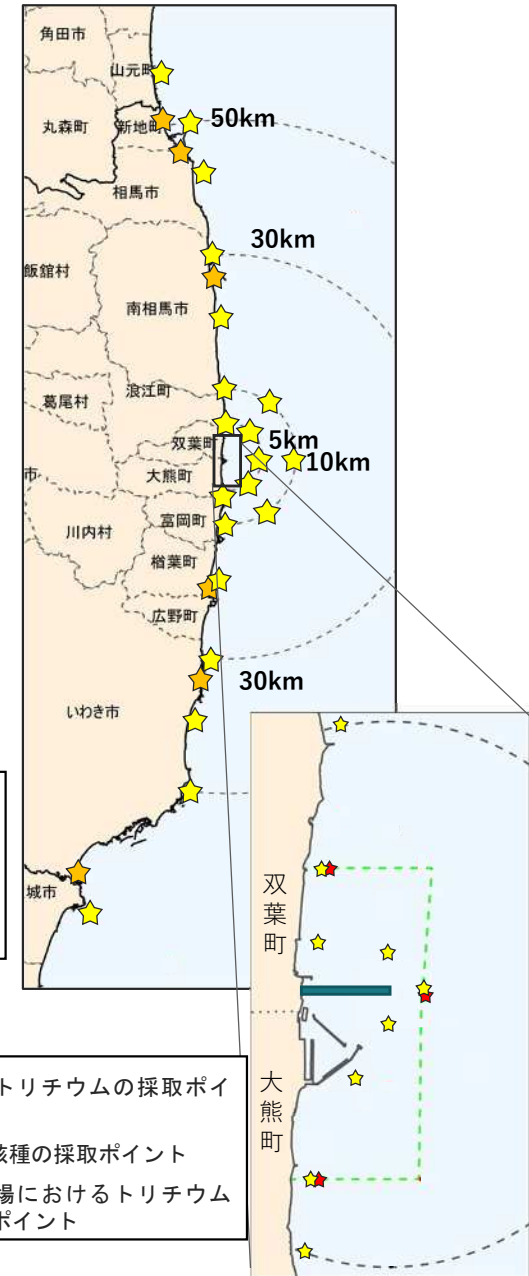 角田市
山元町
丸森町
新地町
50km
相馬市
30km
飯舘村
南相馬市
浪江町
葛尾村
双葉町
5km
10km
市
大熊町
富岡町
川内村
楢葉町
広野町
30km
いわき市
城市
双葉町
大熊町
トリチウムの採取ポイ
核種の採取ポイント
場におけるトリチウム
ポイント